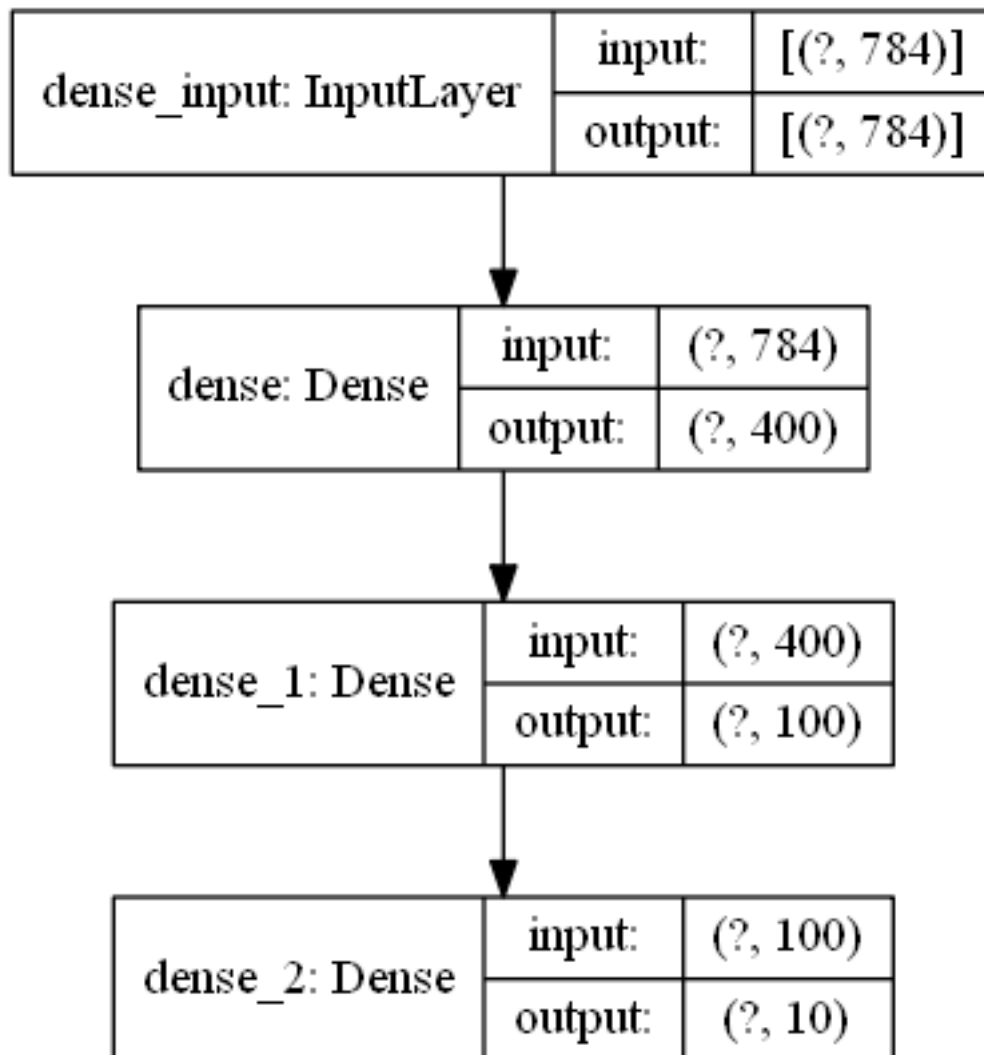 dense_input: InputLayer
input: [(?, 784)]
output: [(?, 784)]
dense: Dense
input: (?, 784)
output: (?, 400)
dense_1: Dense
input: (?, 400)
output: (?, 100)
dense_2: Dense
input: (?, 100)
output: (?, 10)